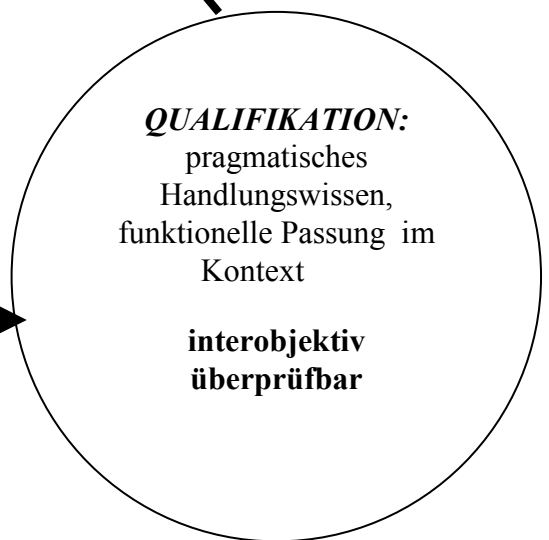 QUALIFIKATION:
pragmatisches
Handlungswissen,
funktionelle Passung im
Kontext
interobjektiv
überprüfbar